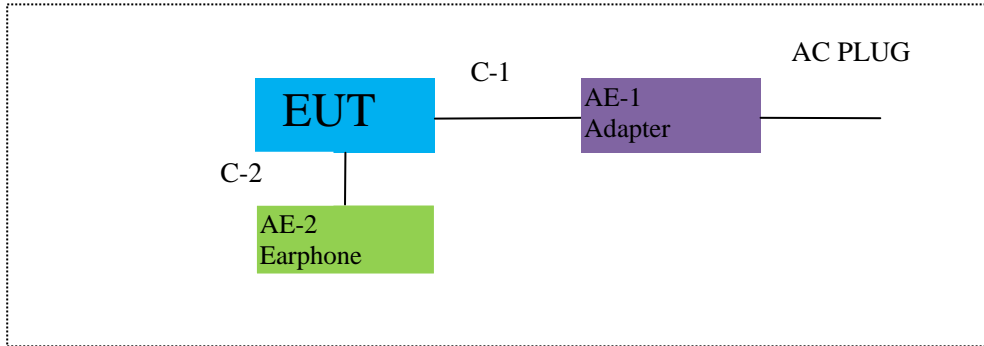 AC PLUG
C-1
EUT
AE-1
Adapter
C-2
AE-2
Earphone